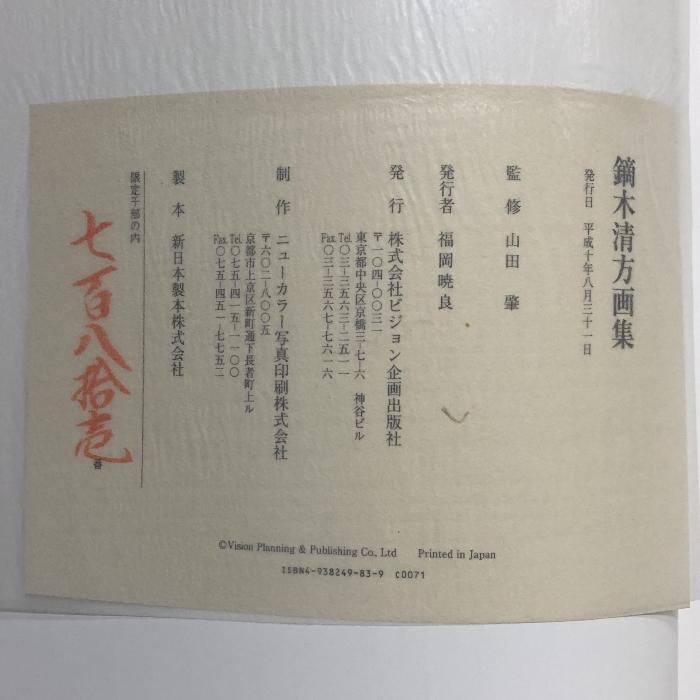 鏑木清方画集
発行日　平成十年八月三十一日
監修　山田　肇
発行者　福岡暁良
発行　株式会社ビジョン企画出版社
〒一〇四-〇〇三一
東京都中央区京橋三-七-六　神谷ビル
Tel.〇三-三五六三-二五一一
Fax.〇三-三五六七-七六一六
制作　ニューカラー写真印刷株式会社
〒六〇二-八〇〇五
京都市上京区新町通下長者町上ル
Tel.〇七五-四一五-一一〇〇
Fax.〇七五-四五一-七七五二
製本　新日本製本株式会社
限定千部の内
七百八拾壱番
©Vision Planning & Publishing Co., Ltd　Printed in Japan
ISBN4-938249-83-9　C0071